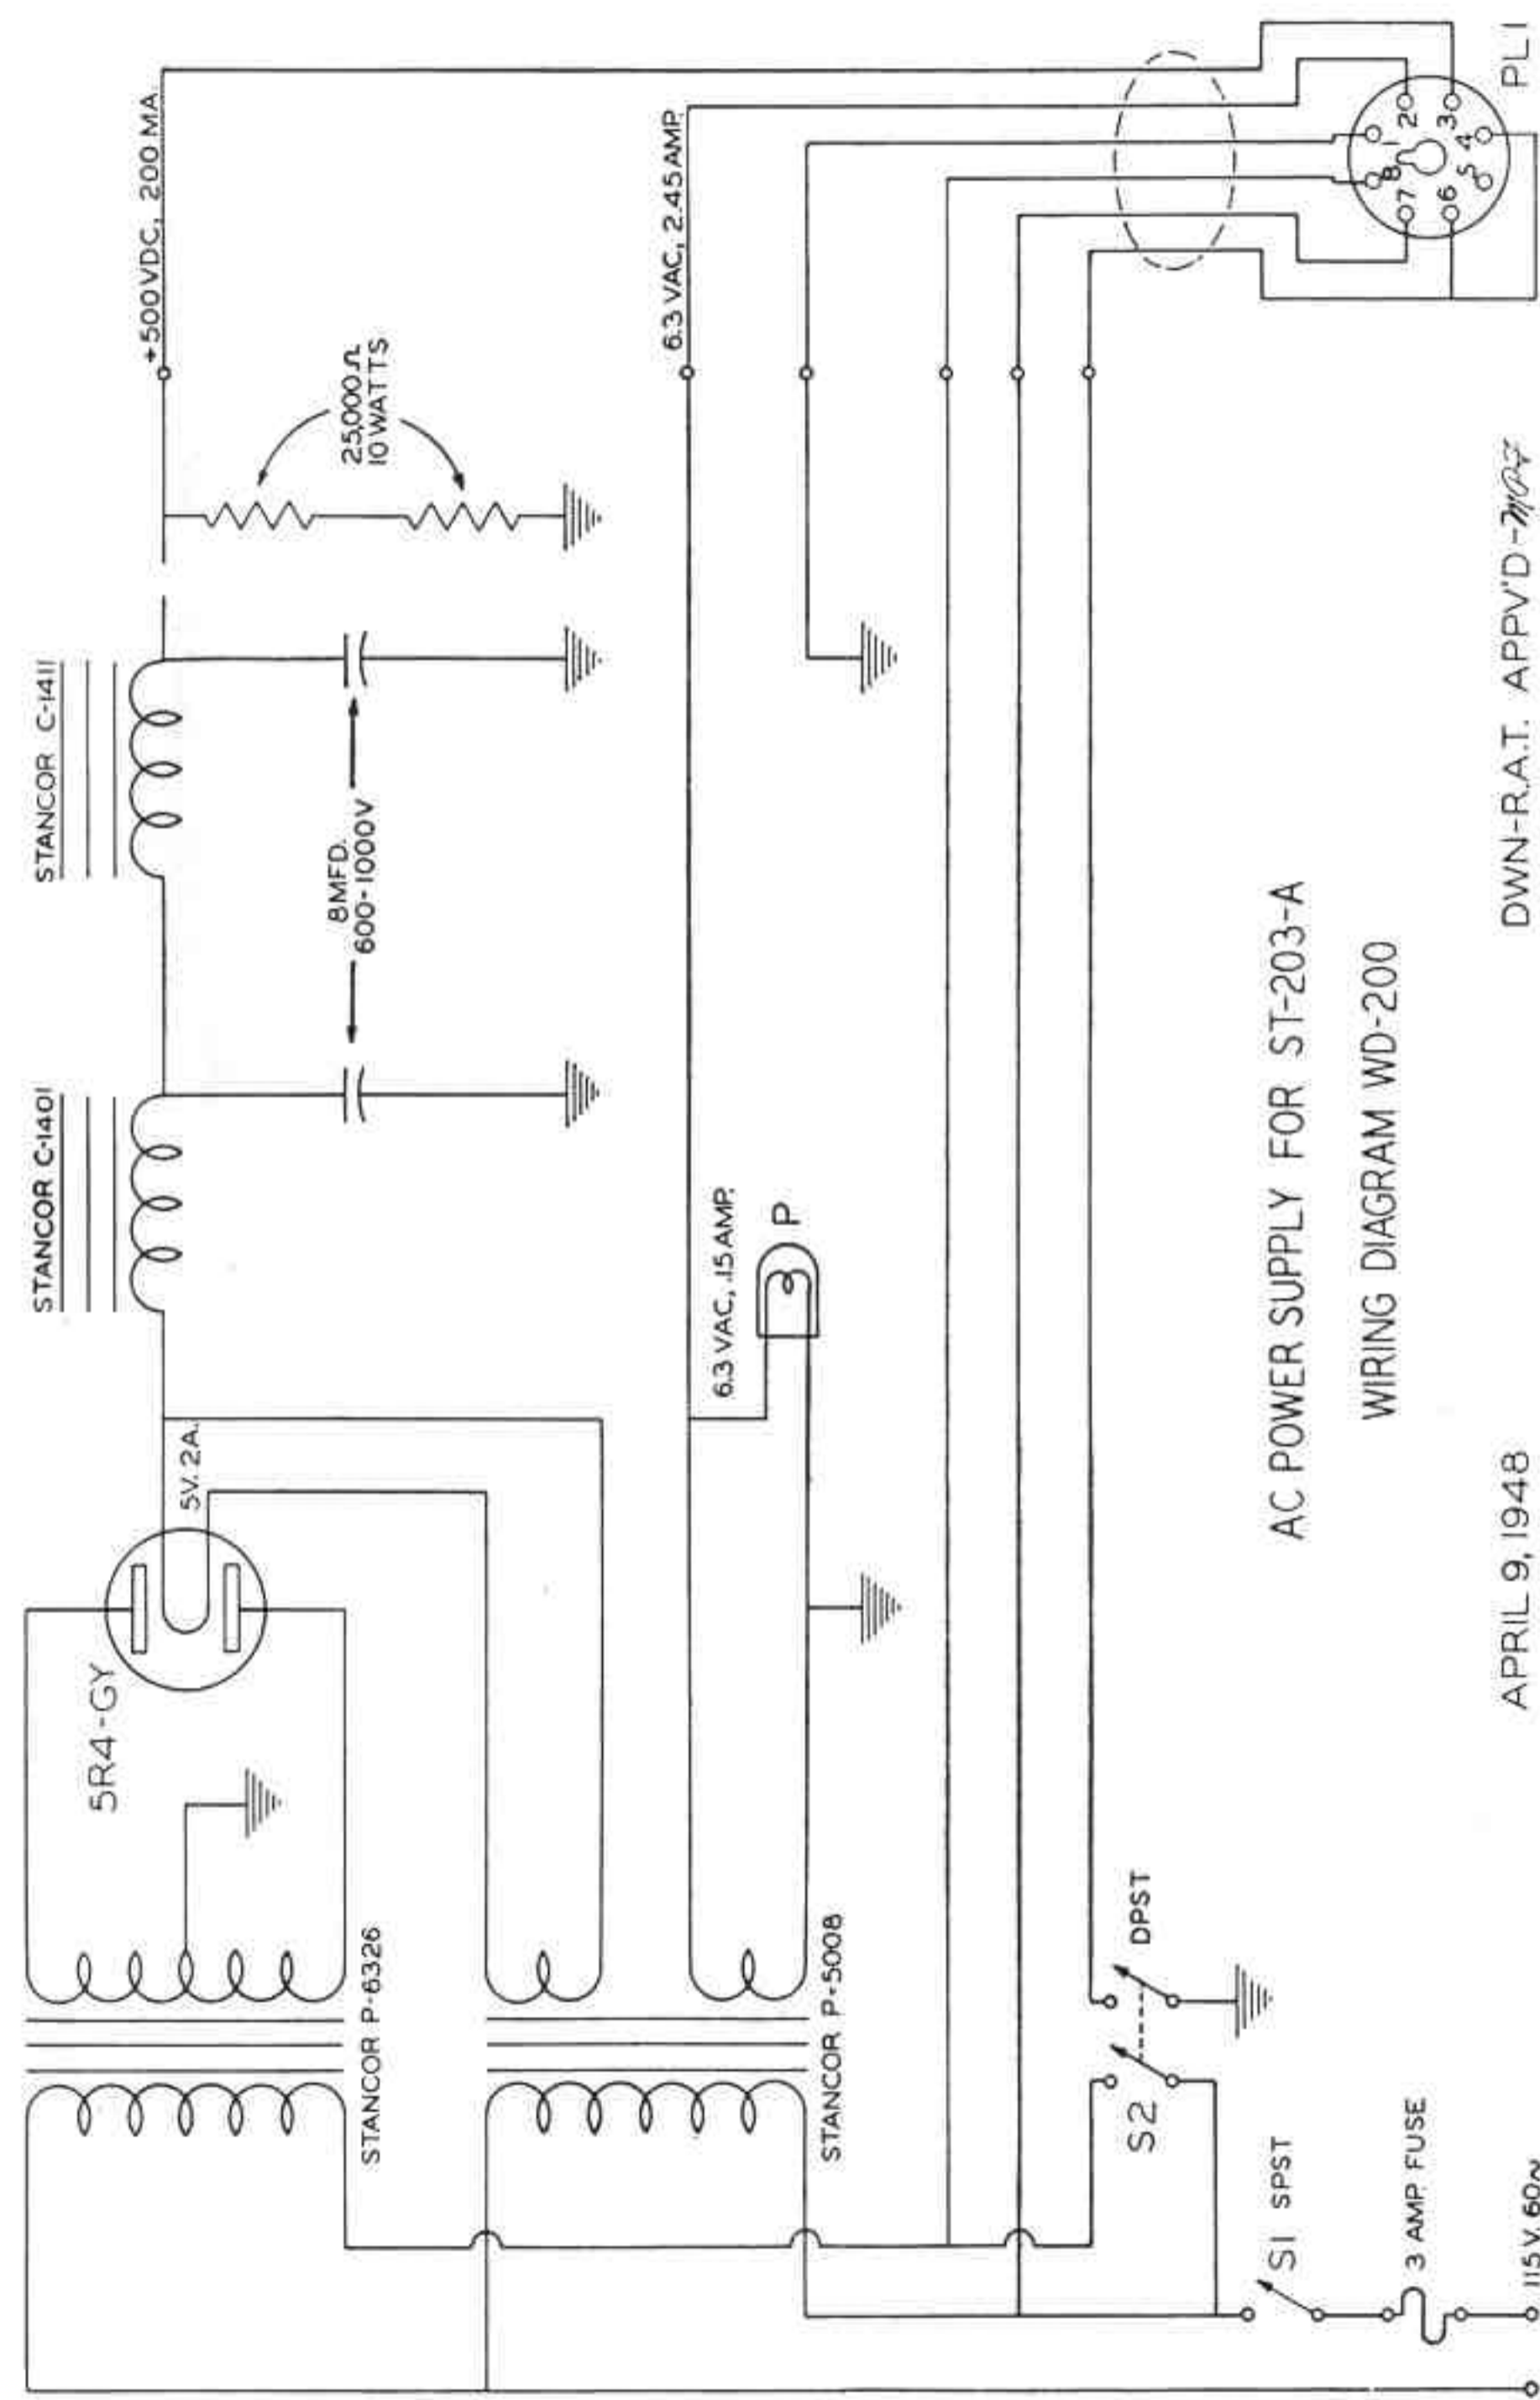 STANCOR C-1401
STANCOR C-1411
+500VDC, 200 MA.
5R4-GY
5V. 2A.
8MFD.
600-1000V
25,000Ω
10 WATTS
STANCOR P-6326
6.3 VAC, .15 AMP.
P
6.3 VAC, 2.45 AMP.
STANCOR P-5008
S2
DPST
S1 SPST
3 AMP. FUSE
115 V. 60~
1
2
3
4
5
6
7
8
PL 1
AC POWER SUPPLY FOR ST-203-A
WIRING DIAGRAM WD-200
APRIL 9, 1948
DWN-R.A.T. APPV'D-